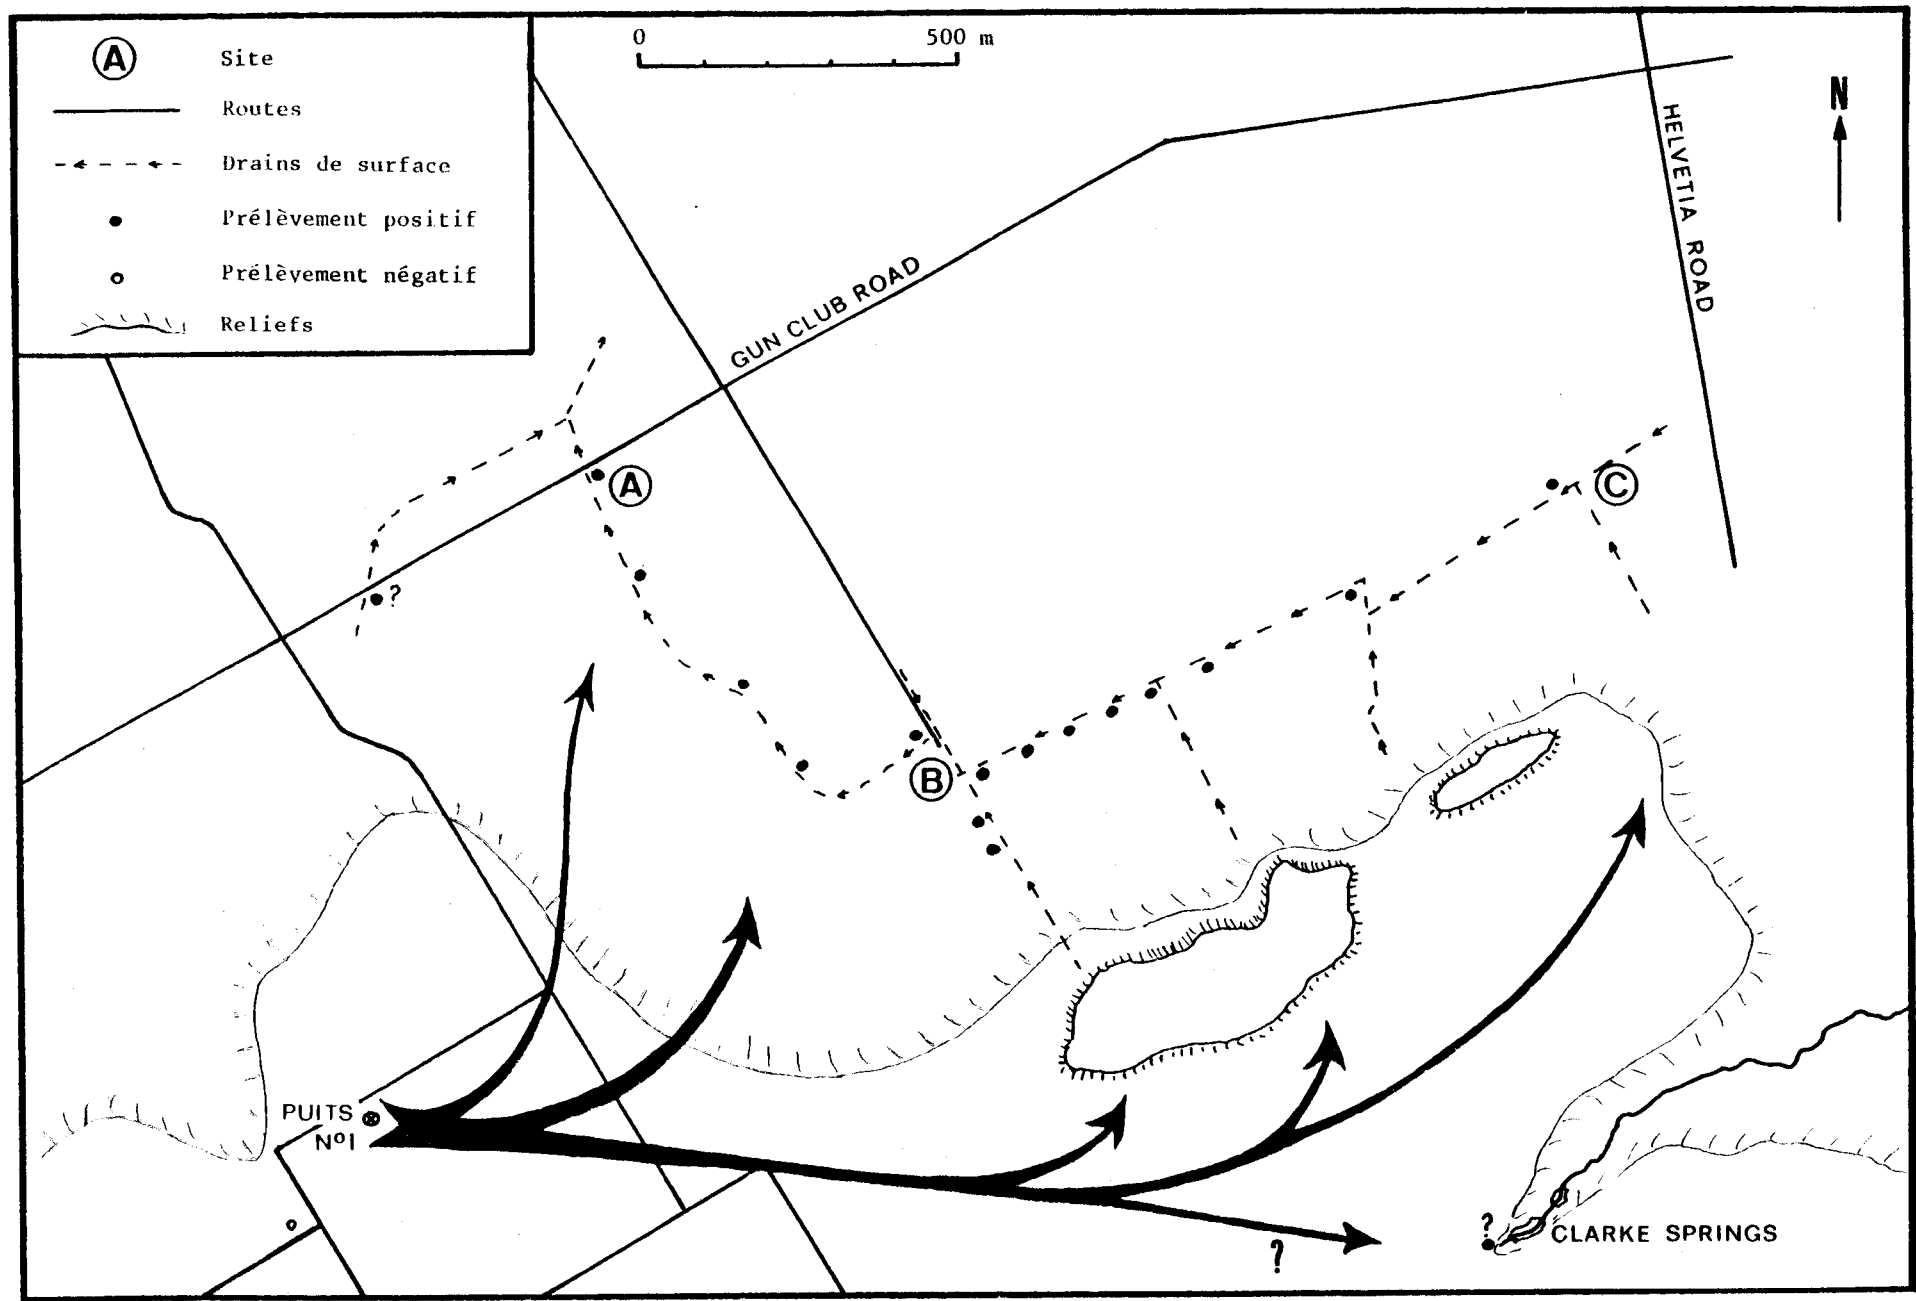 A Site
Routes
Drains de surface
Prélèvement positif
Prélèvement négatif
Reliefs
0 500 m
N
HELVETIA ROAD
GUN CLUB ROAD
A
C
?
B
PUITS
Nº1
?
CLARKE SPRINGS
?